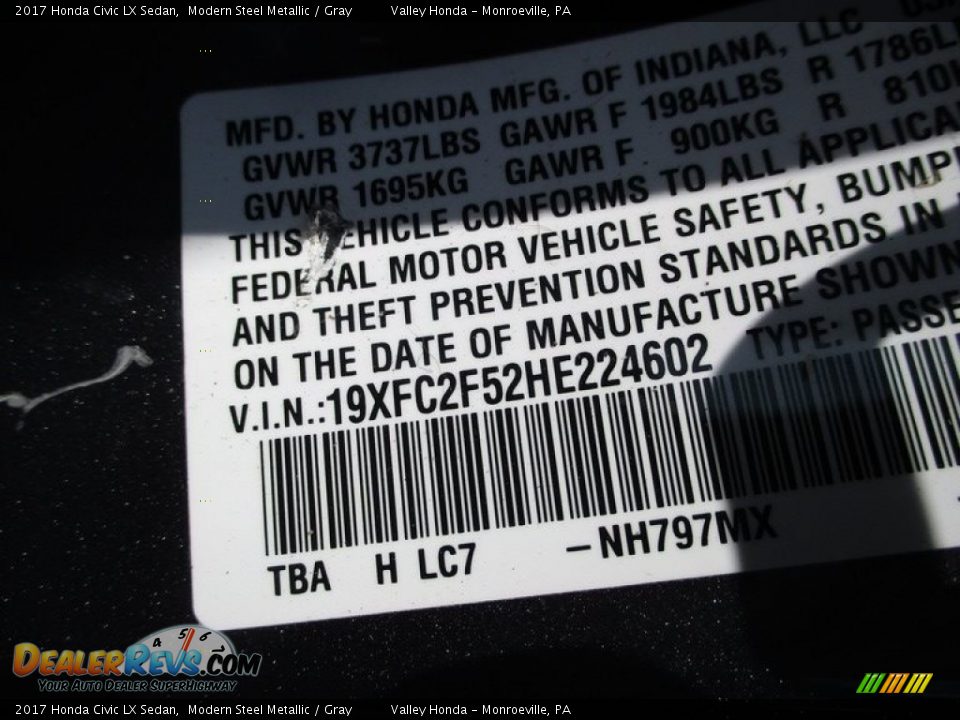 2017 Honda Civic LX Sedan, Modern Steel Metallic / Gray Valley Honda - Monroeville, PA
MFD. BY HONDA MFG. OF INDIANA, LLC
GVWR 3737LBS GAWR F 1984LBS R 1786L
GVWR 1695KG GAWR F 900KG R 810
THIS VEHICLE CONFORMS TO ALL APPLICA
FEDERAL MOTOR VEHICLE SAFETY, BUMP
AND THEFT PREVENTION STANDARDS IN
ON THE DATE OF MANUFACTURE SHOWN
V.I.N.:19XFC2F52HE224602 TYPE: PASSE
TBA H LC7 -NH797MX
4 5 6
DEALERREVS.COM
YOUR AUTO DEALER SUPERHIGHWAY
2017 Honda Civic LX Sedan, Modern Steel Metallic / Gray Valley Honda - Monroeville, PA